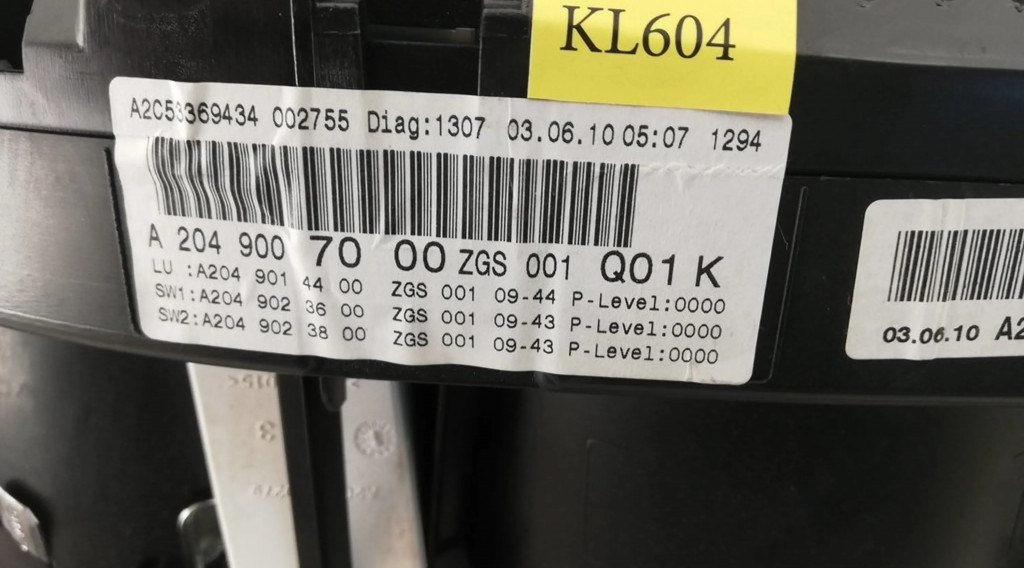 KL604
A2C53369434 002755 Diag:1307 03.06.10 05:07 1294
A 204 900 70 00 ZGS 001 Q01 K
LU :A204 901 44 00 ZGS 001 09-44 P-Level:0000
SW1:A204 902 36 00 ZGS 001 09-43 P-Level:0000
SW2:A204 902 38 00 ZGS 001 09-43 P-Level:0000
03.06.10 A2